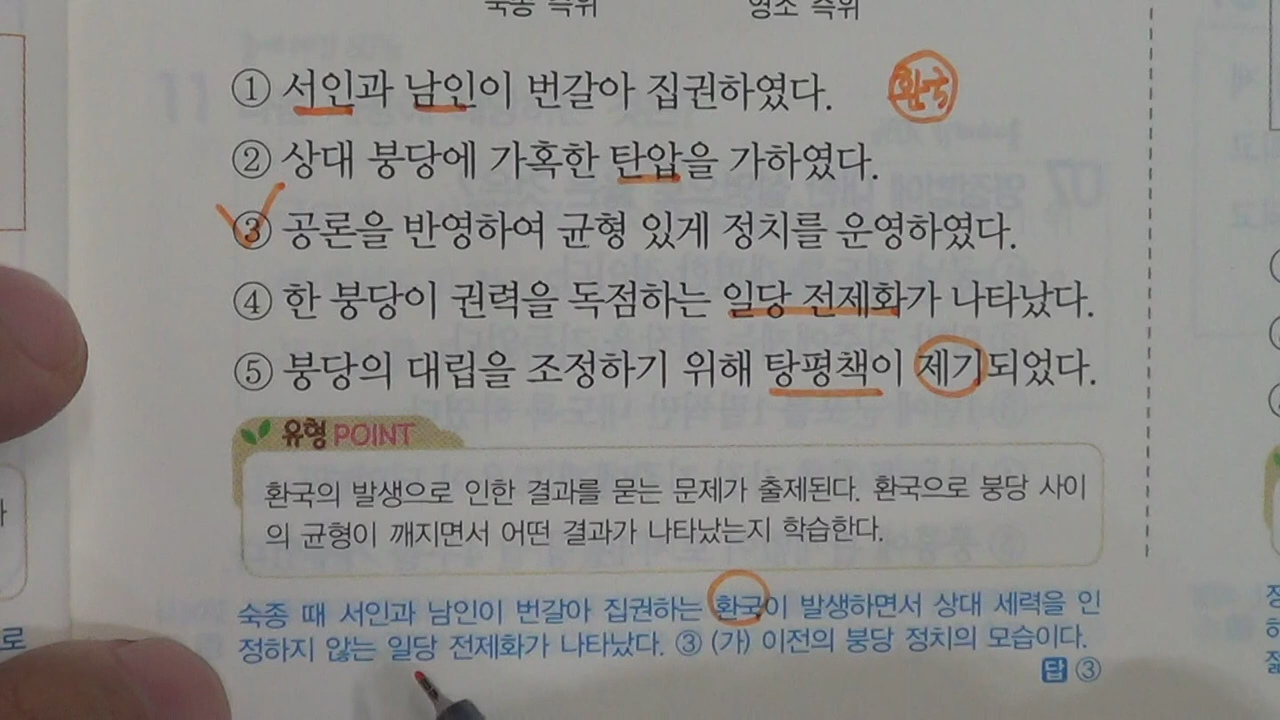 숙종 즉위 영조 즉위
① 서인과 남인이 번갈아 집권하였다. 환국
② 상대 붕당에 가혹한 탄압을 가하였다.
③ 공론을 반영하여 균형 있게 정치를 운영하였다.
④ 한 붕당이 권력을 독점하는 일당 전제화가 나타났다.
⑤ 붕당의 대립을 조정하기 위해 탕평책이 제기되었다.
유형 POINT
환국의 발생으로 인한 결과를 묻는 문제가 출제된다. 환국으로 붕당 사이
의 균형이 깨지면서 어떤 결과가 나타났는지 학습한다.
숙종 때 서인과 남인이 번갈아 집권하는 환국이 발생하면서 상대 세력을 인
정하지 않는 일당 전제화가 나타났다. ③ (가) 이전의 붕당 정치의 모습이다.
답 ③
로